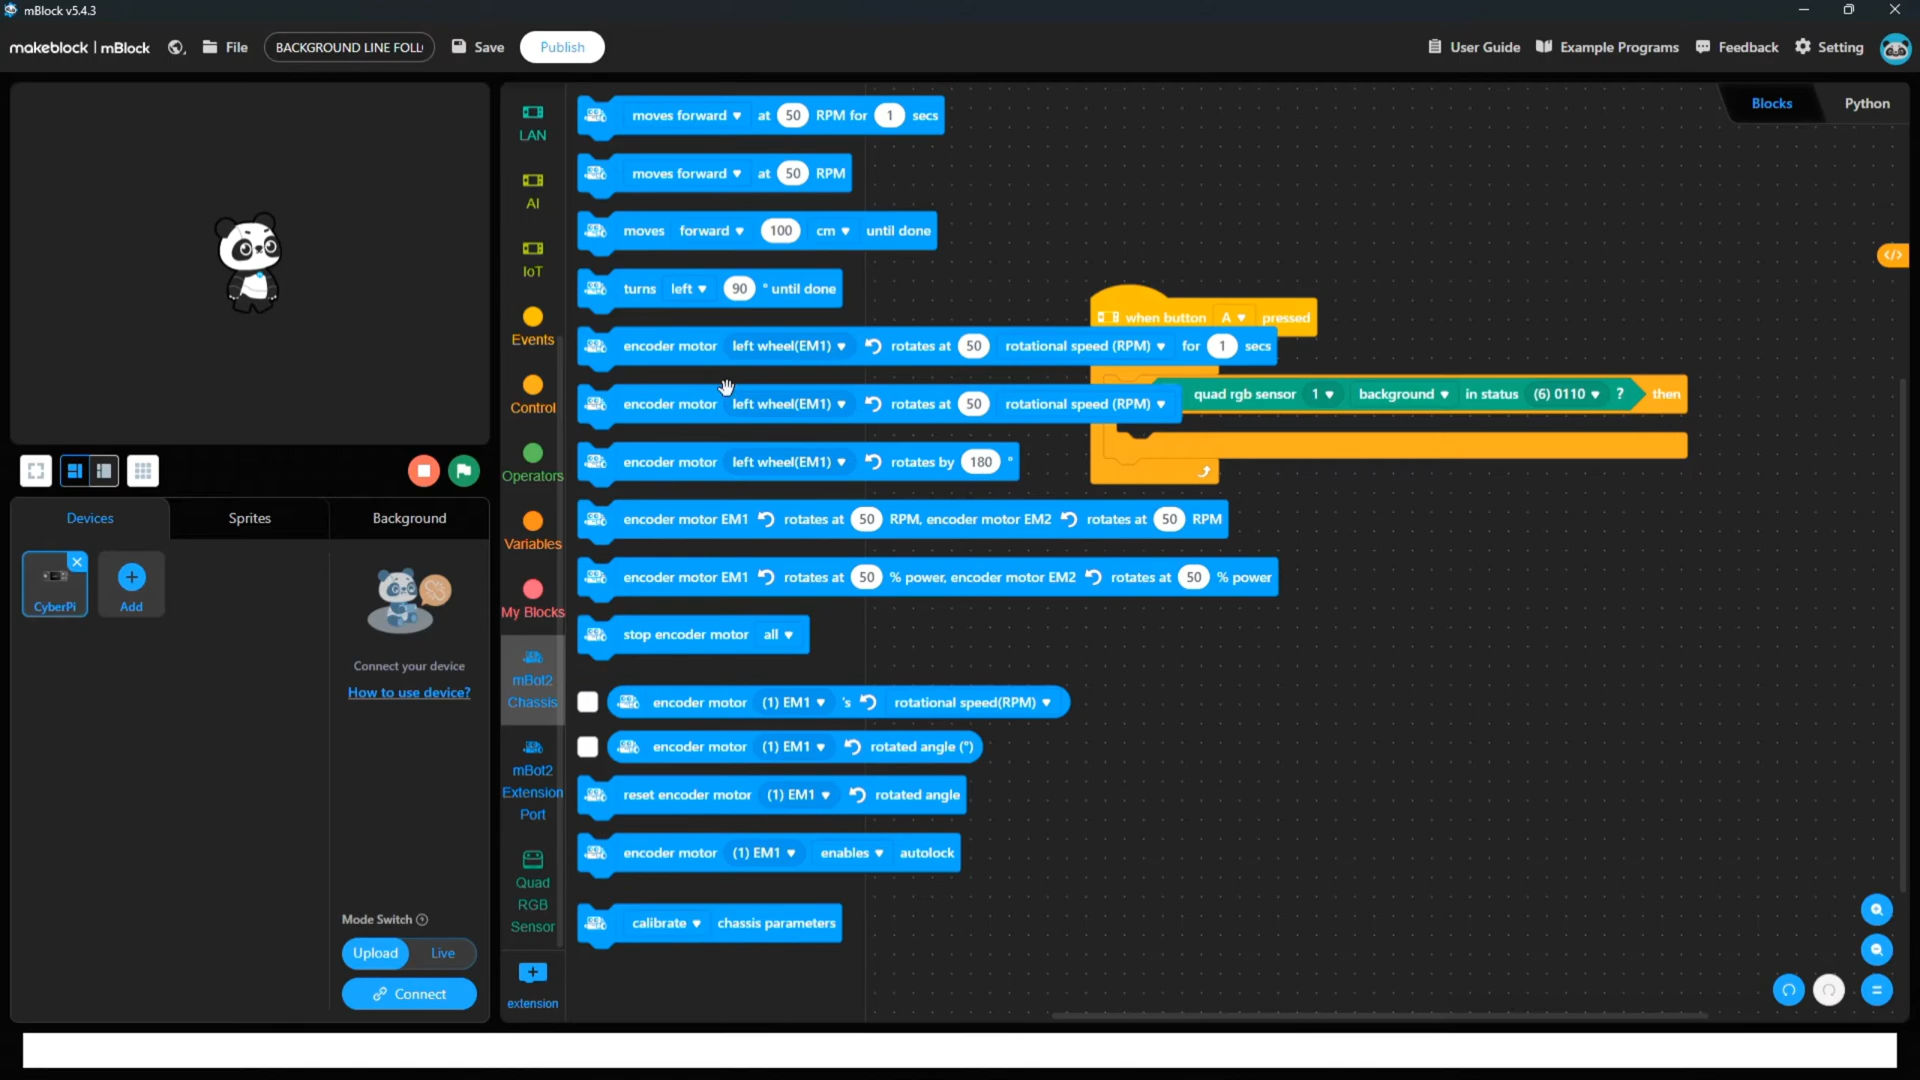 mBlock v5.4.3
makeblock | mBlock File BACKGROUND LINE FOLL Save Publish User Guide Example Programs Feedback Setting
Blocks Python
LAN
AI
IoT
Events
Control
Operators
Variables
My Blocks
mBot2
Chassis
mBot2
Extension
Port
Quad
RGB
Sensor
extension
moves forward at 50 RPM for 1 secs
moves forward at 50 RPM
moves forward 100 cm until done
turns left 90 ° until done
encoder motor left wheel(EM1) rotates at 50 rotational speed (RPM) for 1 secs
encoder motor left wheel(EM1) rotates at 50 rotational speed (RPM)
encoder motor left wheel(EM1) rotates by 180 °
encoder motor EM1 rotates at 50 RPM, encoder motor EM2 rotates at 50 RPM
encoder motor EM1 rotates at 50 % power, encoder motor EM2 rotates at 50 % power
stop encoder motor all
encoder motor (1) EM1 's rotational speed(RPM)
encoder motor (1) EM1 rotated angle (°)
reset encoder motor (1) EM1 rotated angle
encoder motor (1) EM1 enables autolock
calibrate chassis parameters
when button A pressed
quad rgb sensor 1 background in status (6) 0110 ? then
</>
Devices Sprites Background
CyberPi Add
Connect your device
How to use device?
Mode Switch ?
Upload Live
Connect